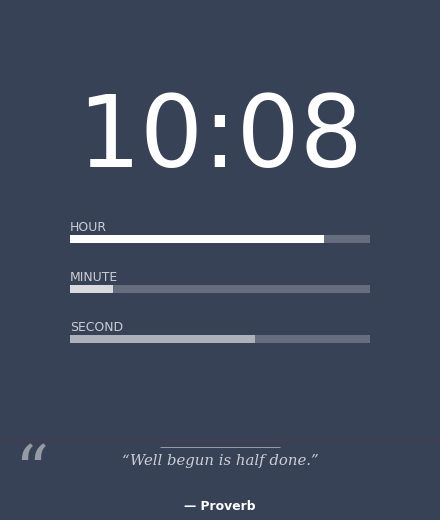 10:08
HOUR
MINUTE
SECOND
“
“Well begun is half done.”
— Proverb